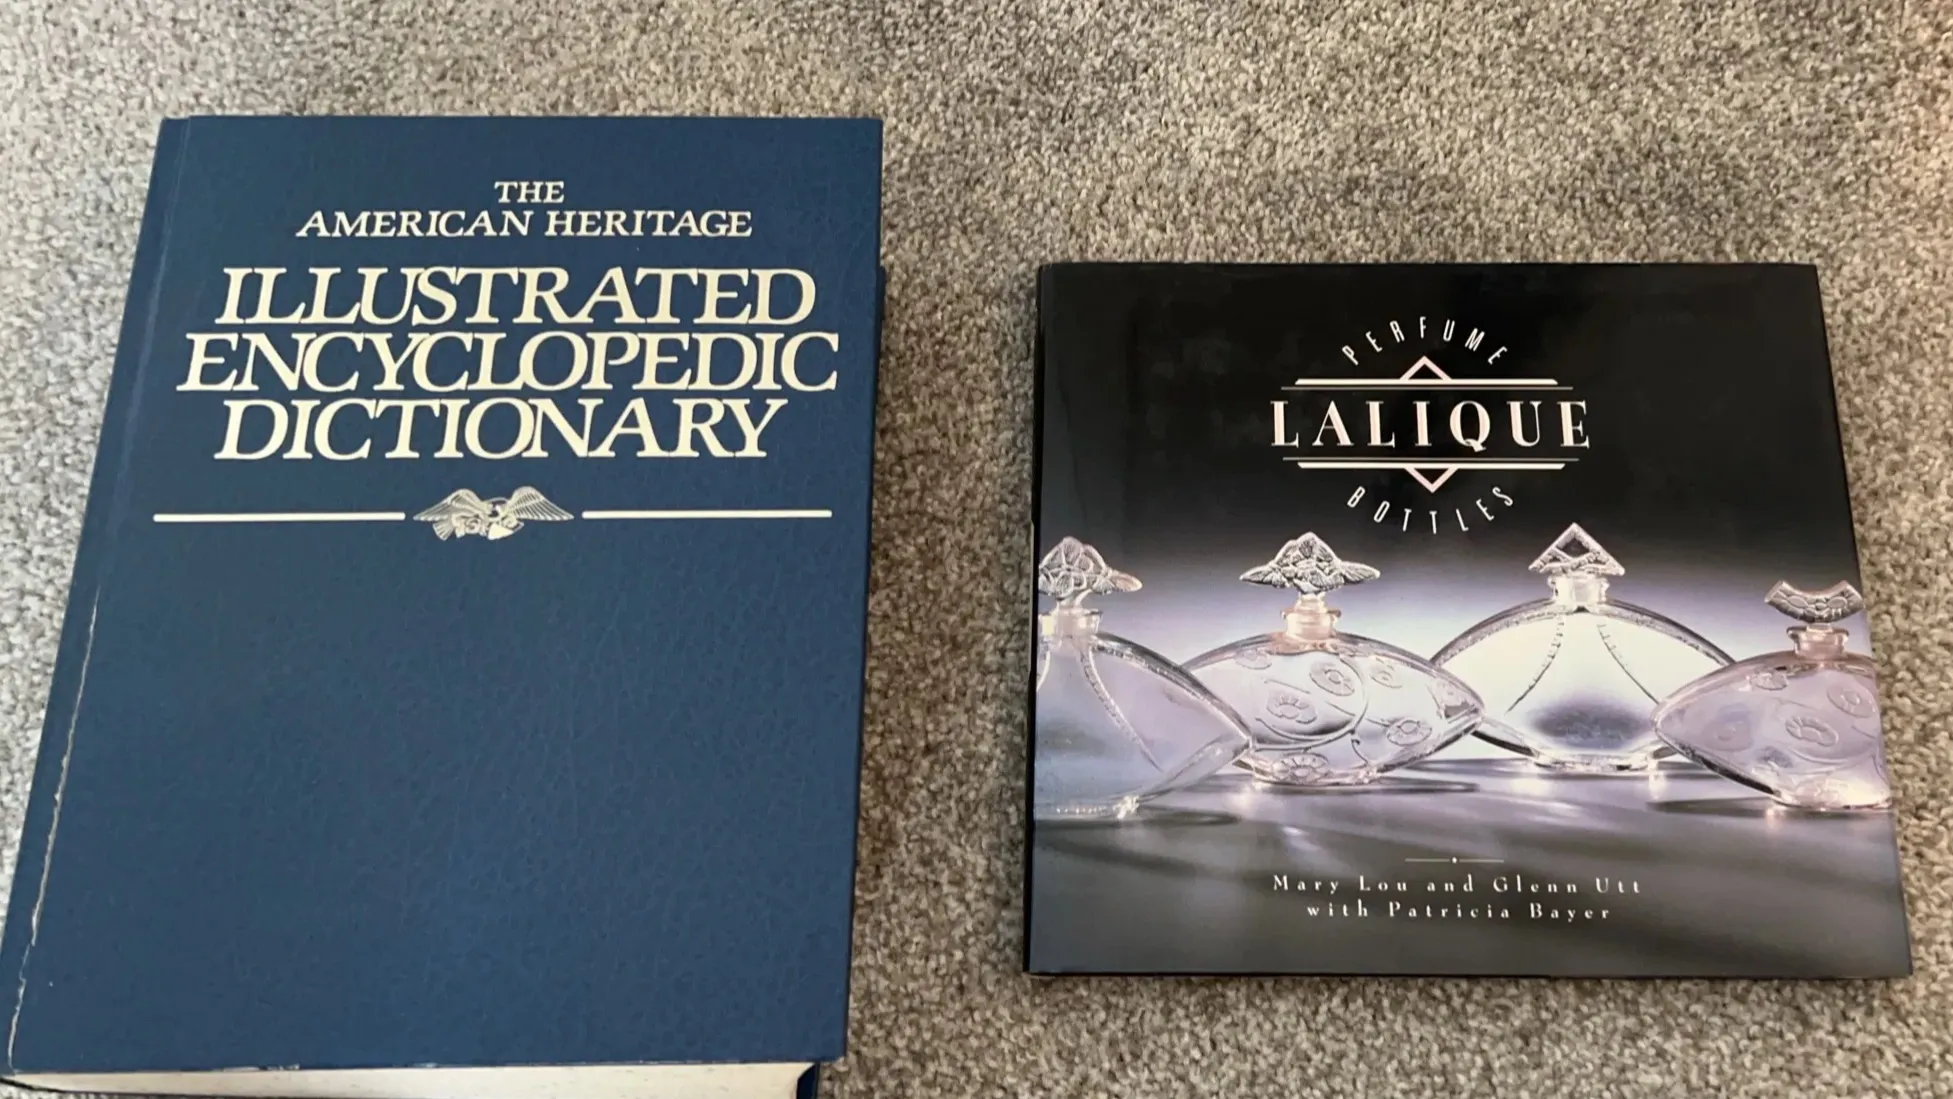 THE
AMERICAN HERITAGE
ILLUSTRATED
ENCYCLOPEDIC
DICTIONARY
PERFUME
LALIQUE
BOTTLES
Mary Lou and Glenn Utt
with Patricia Bayer